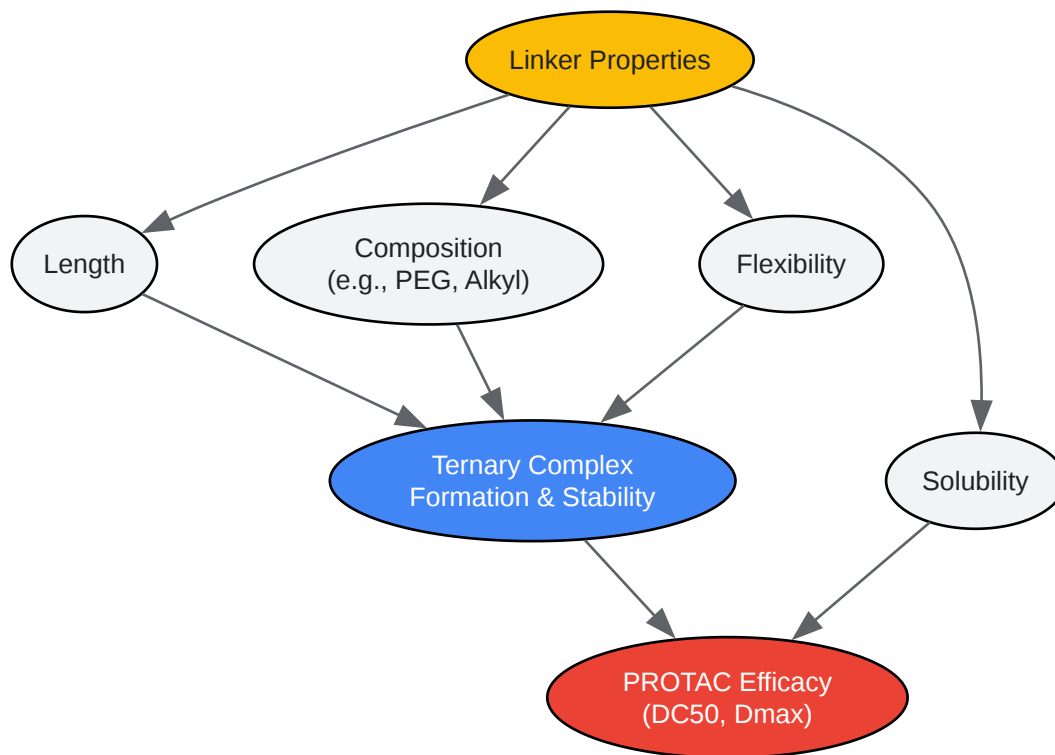 Linker Properties
Length
Composition
(e.g., PEG, Alkyl)
Flexibility
Ternary Complex
Formation & Stability
Solubility
PROTAC Efficacy
(DC50, Dmax)